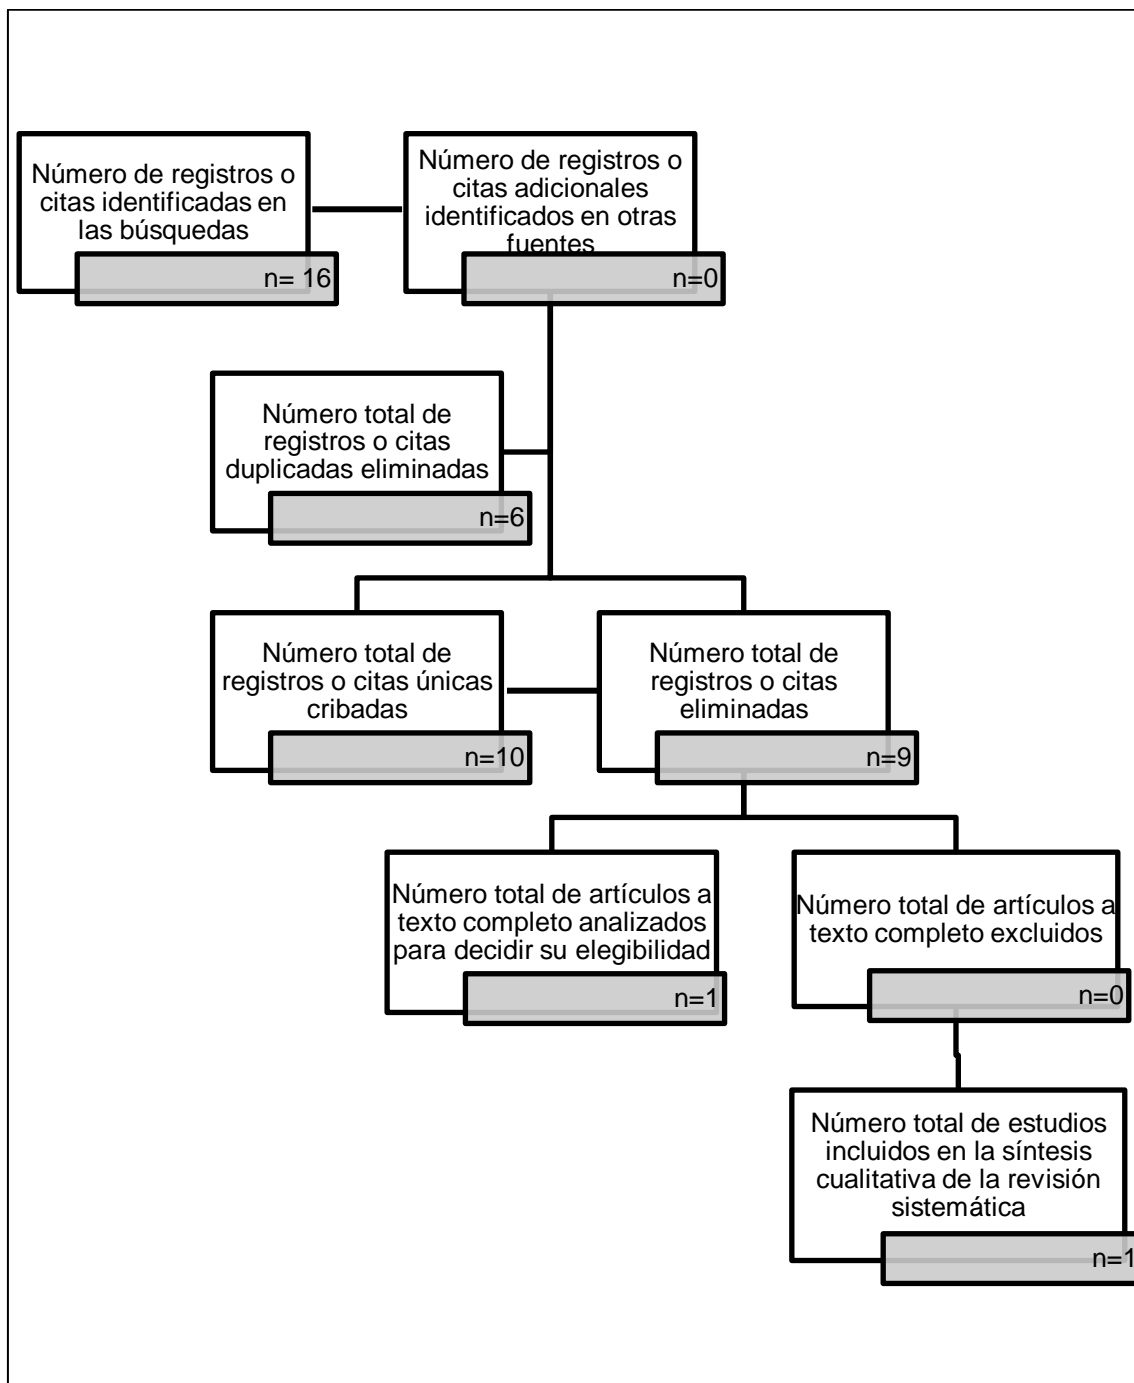 Número de registros o
citas identificadas en
las búsquedas
n= 16
Número de registros o
citas adicionales
identificados en otras
fuentes
n=0
Número total de
registros o citas
duplicadas eliminadas
n=6
Número total de
registros o citas únicas
cribadas
n=10
Número total de
registros o citas
eliminadas
n=9
Número total de artículos a
texto completo analizados
para decidir su elegibilidad
n=1
Número total de artículos a
texto completo excluidos
n=0
Número total de estudios
incluidos en la síntesis
cualitativa de la revisión
sistemática
n=1